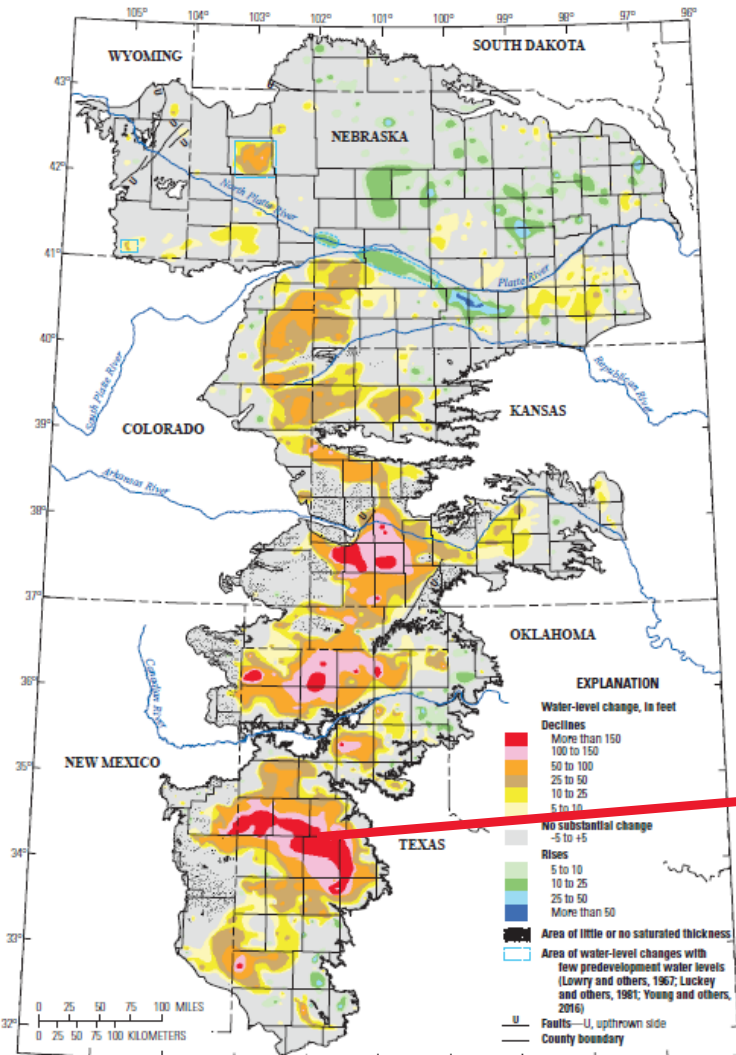 105° 104° 103° 102° 101° 100° 99° 98° 97° 96°
WYOMING
SOUTH DAKOTA
43°
NEBRASKA
42°
North Platte River
41°
Platte River
40°
South Platte River
Republican River
COLORADO
KANSAS
39°
Arkansas River
38°
U
37°
OKLAHOMA
Canadian River
36°
NEW MEXICO
35°
TEXAS
34°
33°
32°
EXPLANATION
Water-level change, in feet
Declines
More than 150
100 to 150
50 to 100
25 to 50
10 to 25
5 to 10
No substantial change
–5 to +5
Rises
5 to 10
10 to 25
25 to 50
More than 50
Area of little or no saturated thickness
Area of water-level changes with
few predevelopment water levels
(Lowry and others, 1967; Luckey
and others, 1981; Young and others,
2016)
U Faults—U, upthrown side
County boundary
0 25 50 75 100 MILES
0 25 50 75 100 KILOMETERS